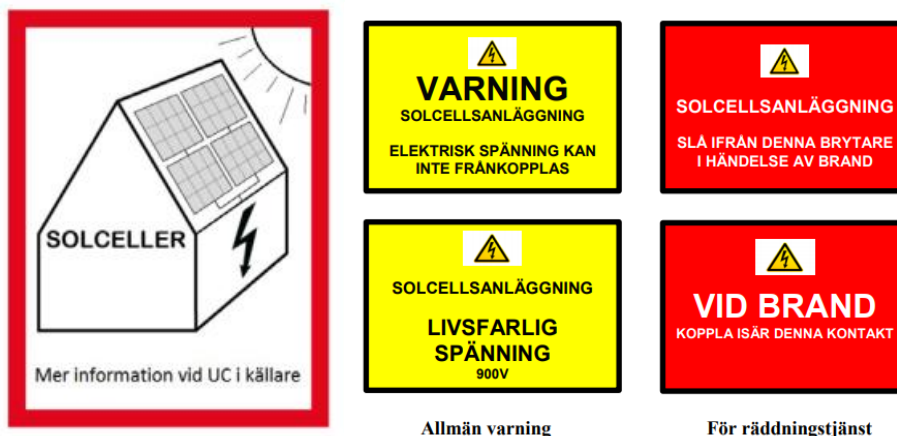 SOLCELLER
Mer information vid UC i källare
VARNING
SOLCELLSANLÄGGNING
ELEKTRISK SPÄNNING KAN
INTE FRÅNKOPPLAS
SOLCELLSANLÄGGNING
LIVSFARLIG
SPÄNNING
900V
Allmän varning
SOLCELLSANLÄGGNING
SLÅ IFRÅN DENNA BRYTARE
I HÄNDELSE AV BRAND
VID BRAND
KOPPLA ISÄR DENNA KONTAKT
För räddningstjänst